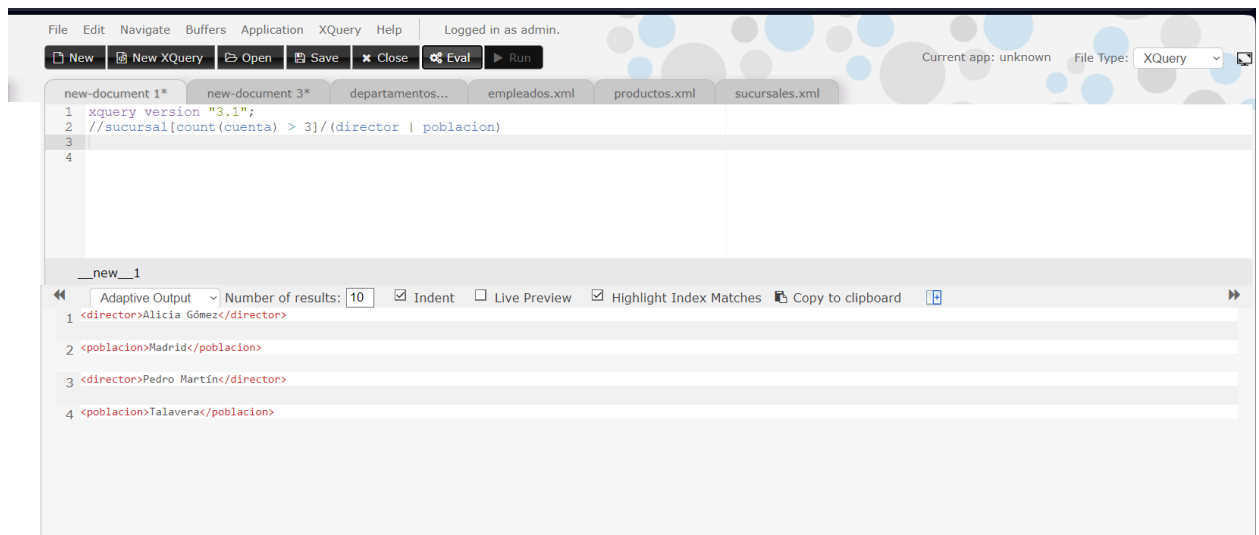 File Edit Navigate Buffers Application XQuery Help Logged in as admin.
New New XQuery Open Save Close Eval Run Current app: unknown File Type: XQuery
new-document 1* new-document 3* departamentos... empleados.xml productos.xml sucursales.xml
1 xquery version "3.1";
2 //sucursal[count(cuenta) > 3]/(director | poblacion)
3
4
__new__1
Adaptive Output Number of results: 10 Indent Live Preview Highlight Index Matches Copy to clipboard
1 <director>Alicia Gómez</director>
2 <poblacion>Madrid</poblacion>
3 <director>Pedro Martín</director>
4 <poblacion>Talavera</poblacion>